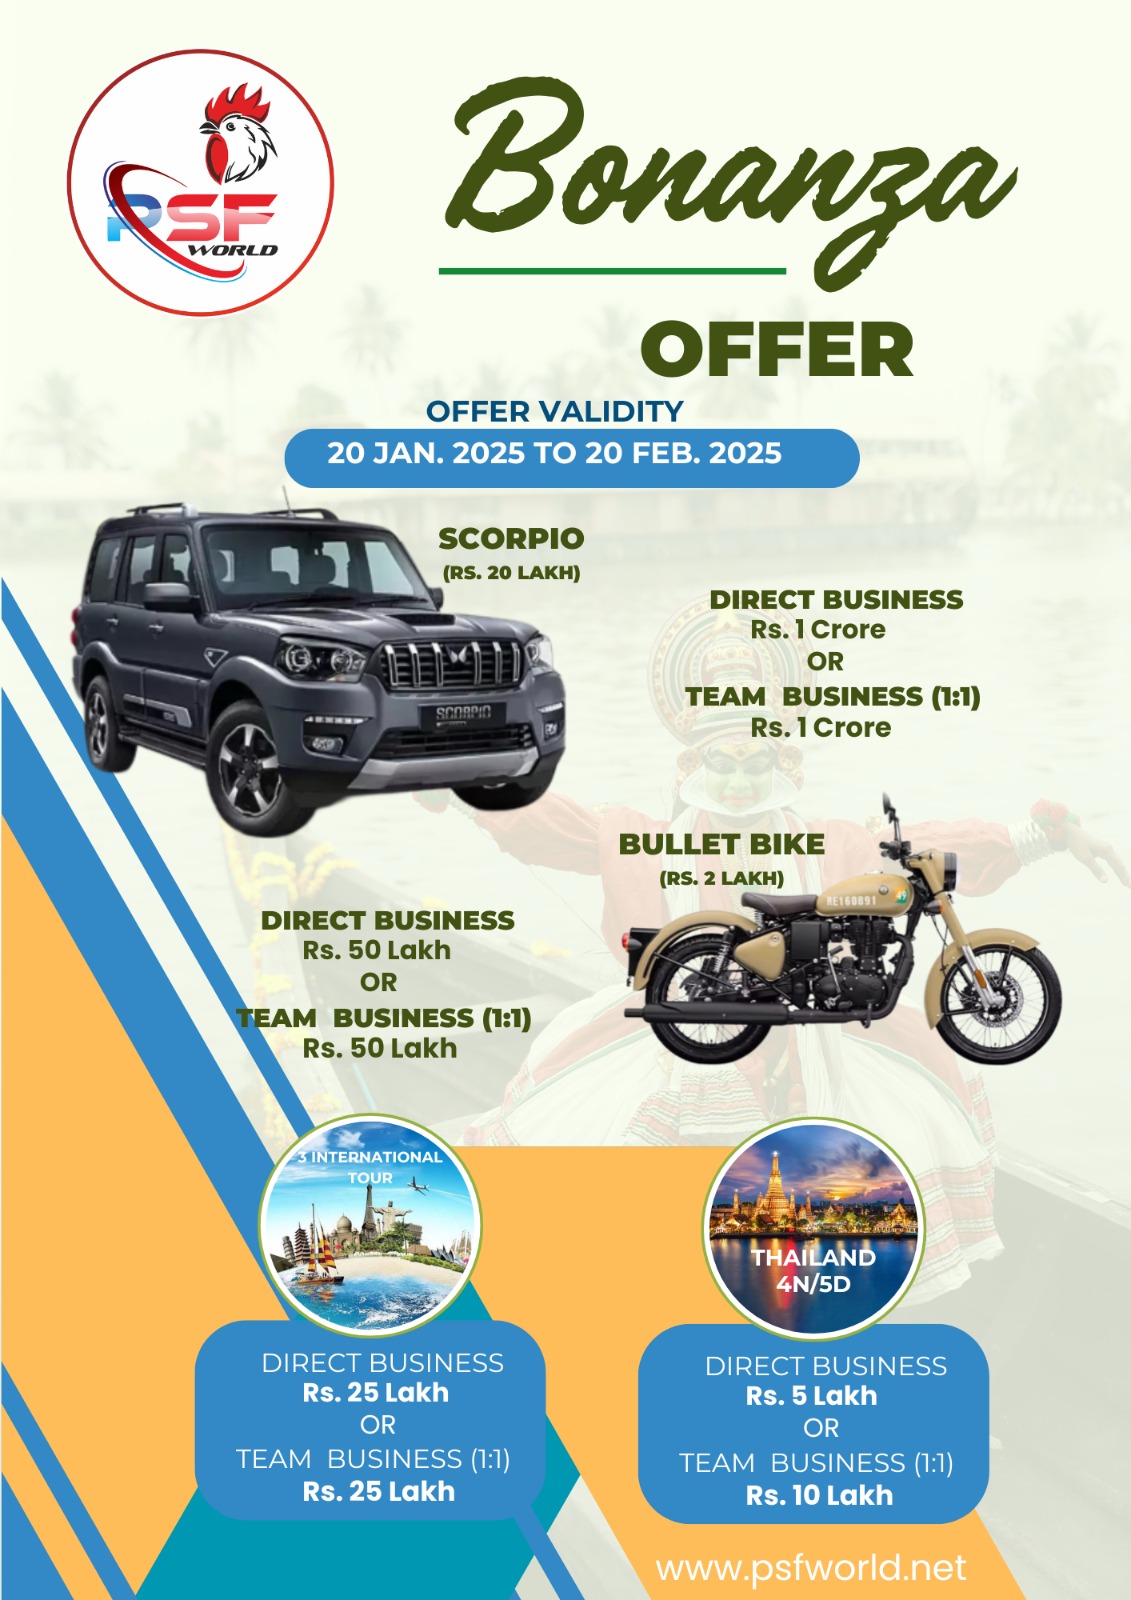 PSF
WORLD
Bonanza
OFFER
OFFER VALIDITY
20 JAN. 2025 TO 20 FEB. 2025
SCORPIO
(RS. 20 LAKH)
SCORPIO
DIRECT BUSINESS
Rs. 1 Crore
OR
TEAM BUSINESS (1:1)
Rs. 1 Crore
BULLET BIKE
(RS. 2 LAKH)
RE160891
49
DIRECT BUSINESS
Rs. 50 Lakh
OR
TEAM BUSINESS (1:1)
Rs. 50 Lakh
3 INTERNATIONAL
TOUR
DIRECT BUSINESS
Rs. 25 Lakh
OR
TEAM BUSINESS (1:1)
Rs. 25 Lakh
THAILAND
4N/5D
DIRECT BUSINESS
Rs. 5 Lakh
OR
TEAM BUSINESS (1:1)
Rs. 10 Lakh
www.psfworld.net